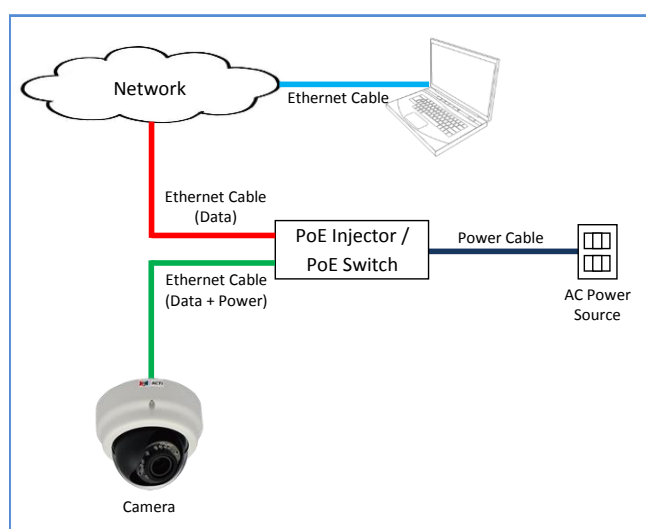 Network
Ethernet Cable
Ethernet Cable
(Data)
PoE Injector /
PoE Switch
Power Cable
Ethernet Cable
(Data + Power)
AC Power
Source
ACTi
Camera